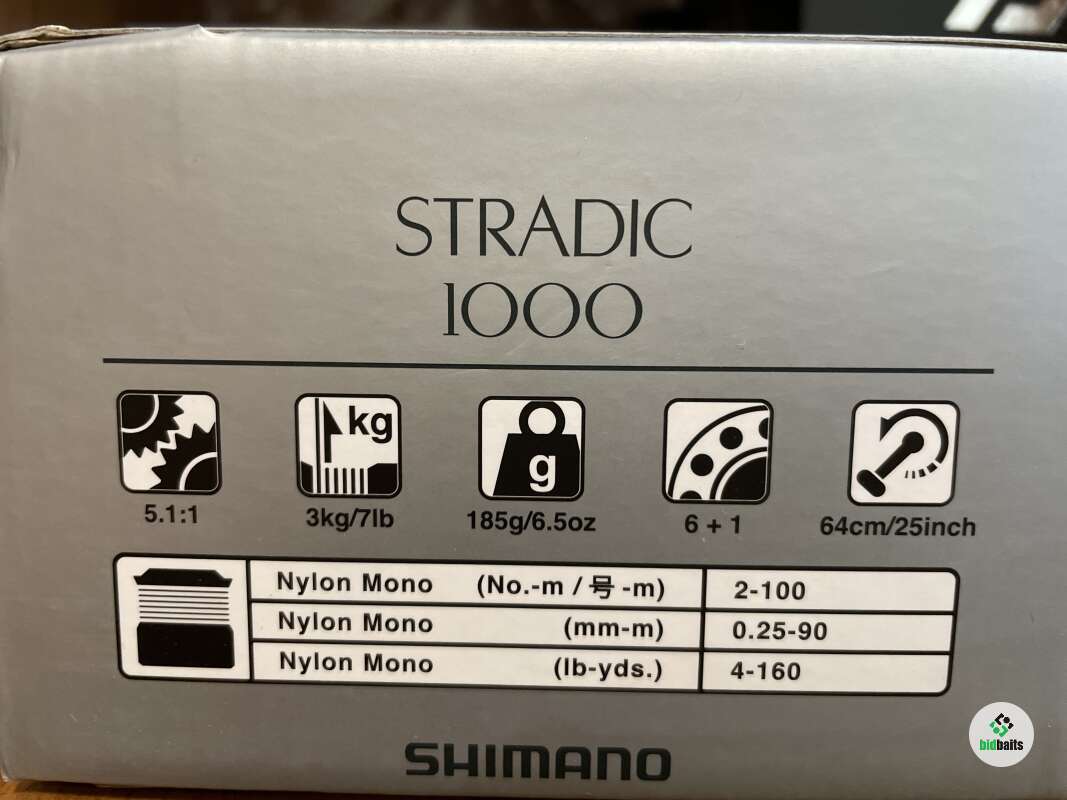 STRADIC
1000
kg
g
5.1:1
3kg/7lb
185g/6.5oz
6 + 1
64cm/25inch
Nylon Mono (No.-m / 号 -m) 2-100
Nylon Mono (mm-m) 0.25-90
Nylon Mono (lb-yds.) 4-160
SHIMANO
bidbaits